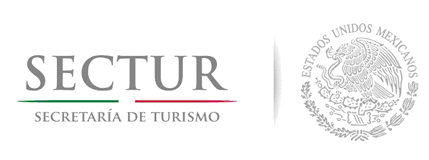 SECTUR
SECRETARÍA DE TURISMO
ESTADOS UNIDOS MEXICANOS